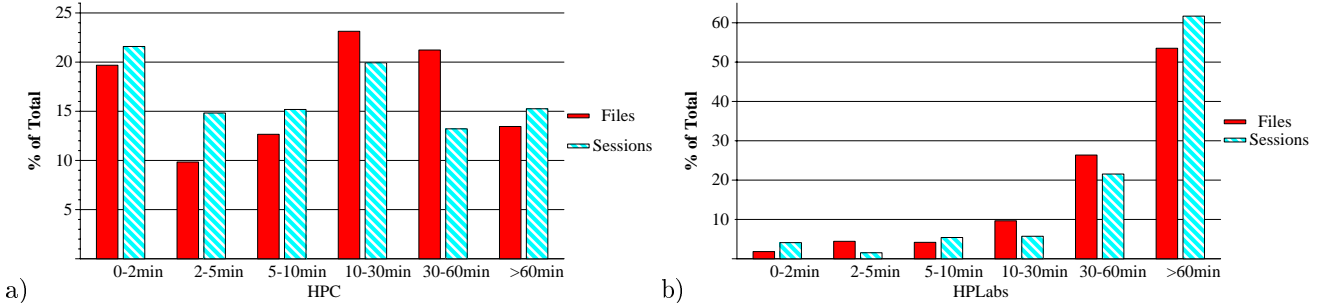 % of Total
25
20
15
10
5
0-2min 2-5min 5-10min 10-30min 30-60min >60min
HPC
Files
Sessions
a)
% of Total
60
50
40
30
20
10
0-2min 2-5min 5-10min 10-30min 30-60min >60min
HPLabs
Files
Sessions
b)